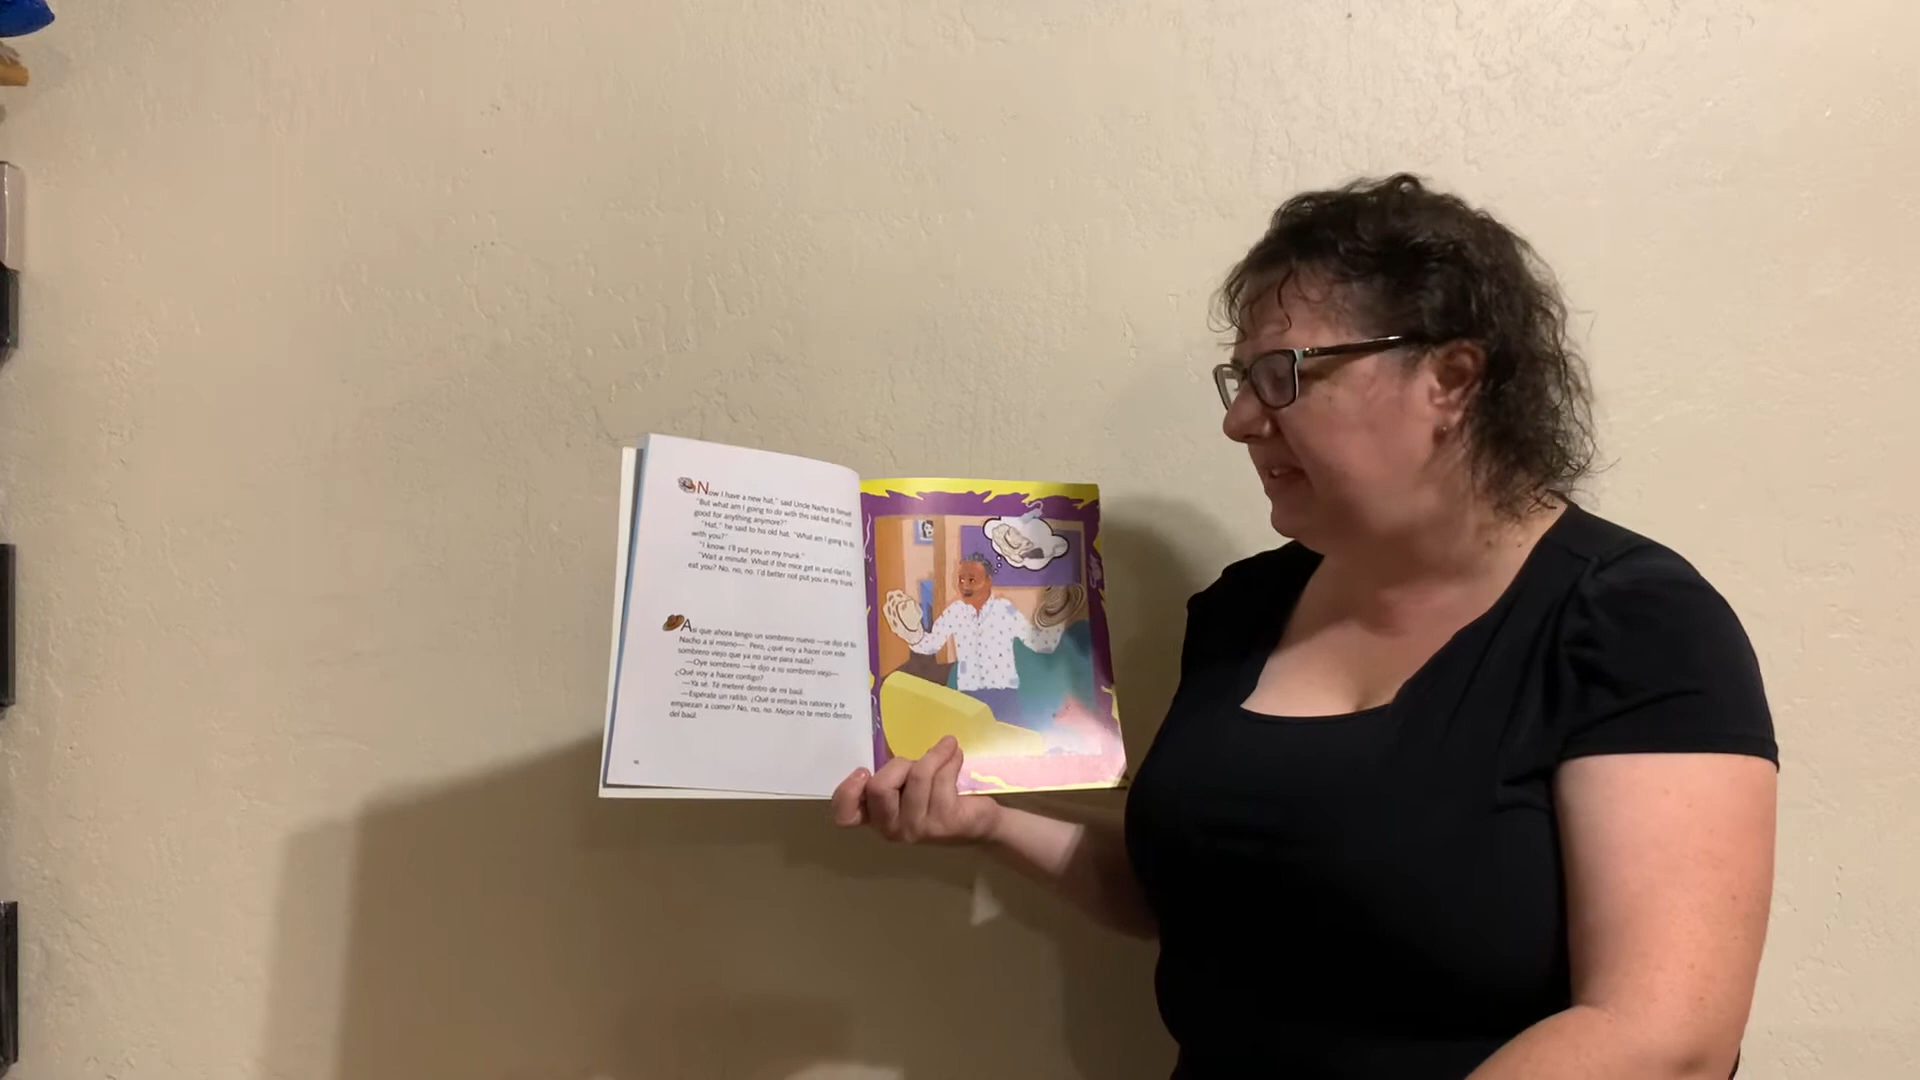 Now I have a new hat," said Uncle Nacho to himself.
"But what am I going to do with this old hat that's not
good for anything anymore?"
"Hat," he said to his old hat, "What am I going to do
with you?"
"I know. I'll put you in my trunk."
"Wait a minute. What if the mice get in and start to
eat you? No, no, no. I'd better not put you in my trunk."
Así que ahora tengo un sombrero nuevo —se dijo el tío
Nacho a sí mismo—. Pero, ¿qué voy a hacer con este
sombrero viejo que ya no sirve para nada?
—Oye sombrero —le dijo a su sombrero viejo—
¿Qué voy a hacer contigo?
—Ya sé. Te meteré dentro de mi baúl.
—Espérate un ratito. ¿Qué si entran los ratones y te
empiezan a comer? No, no, no. Mejor no te meto dentro
del baúl.